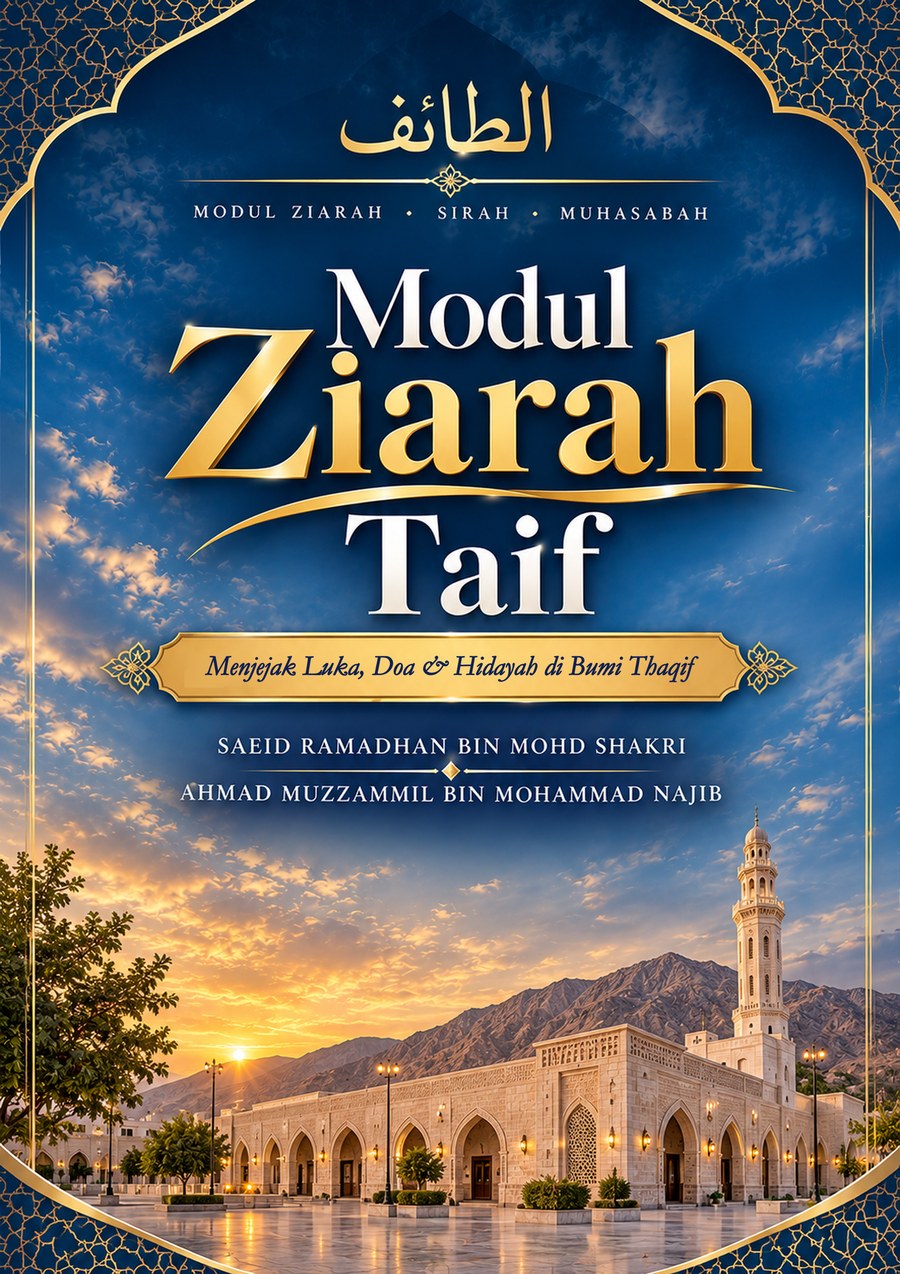 الطائف
MODUL ZIARAH • SIRAH • MUHASABAH
Modul
Ziarah
Taif
Menjejak Luka, Doa & Hidayah di Bumi Thaqif
SAEID RAMADHAN BIN MOHD SHAKRI
AHMAD MUZZAMMIL BIN MOHAMMAD NAJIB